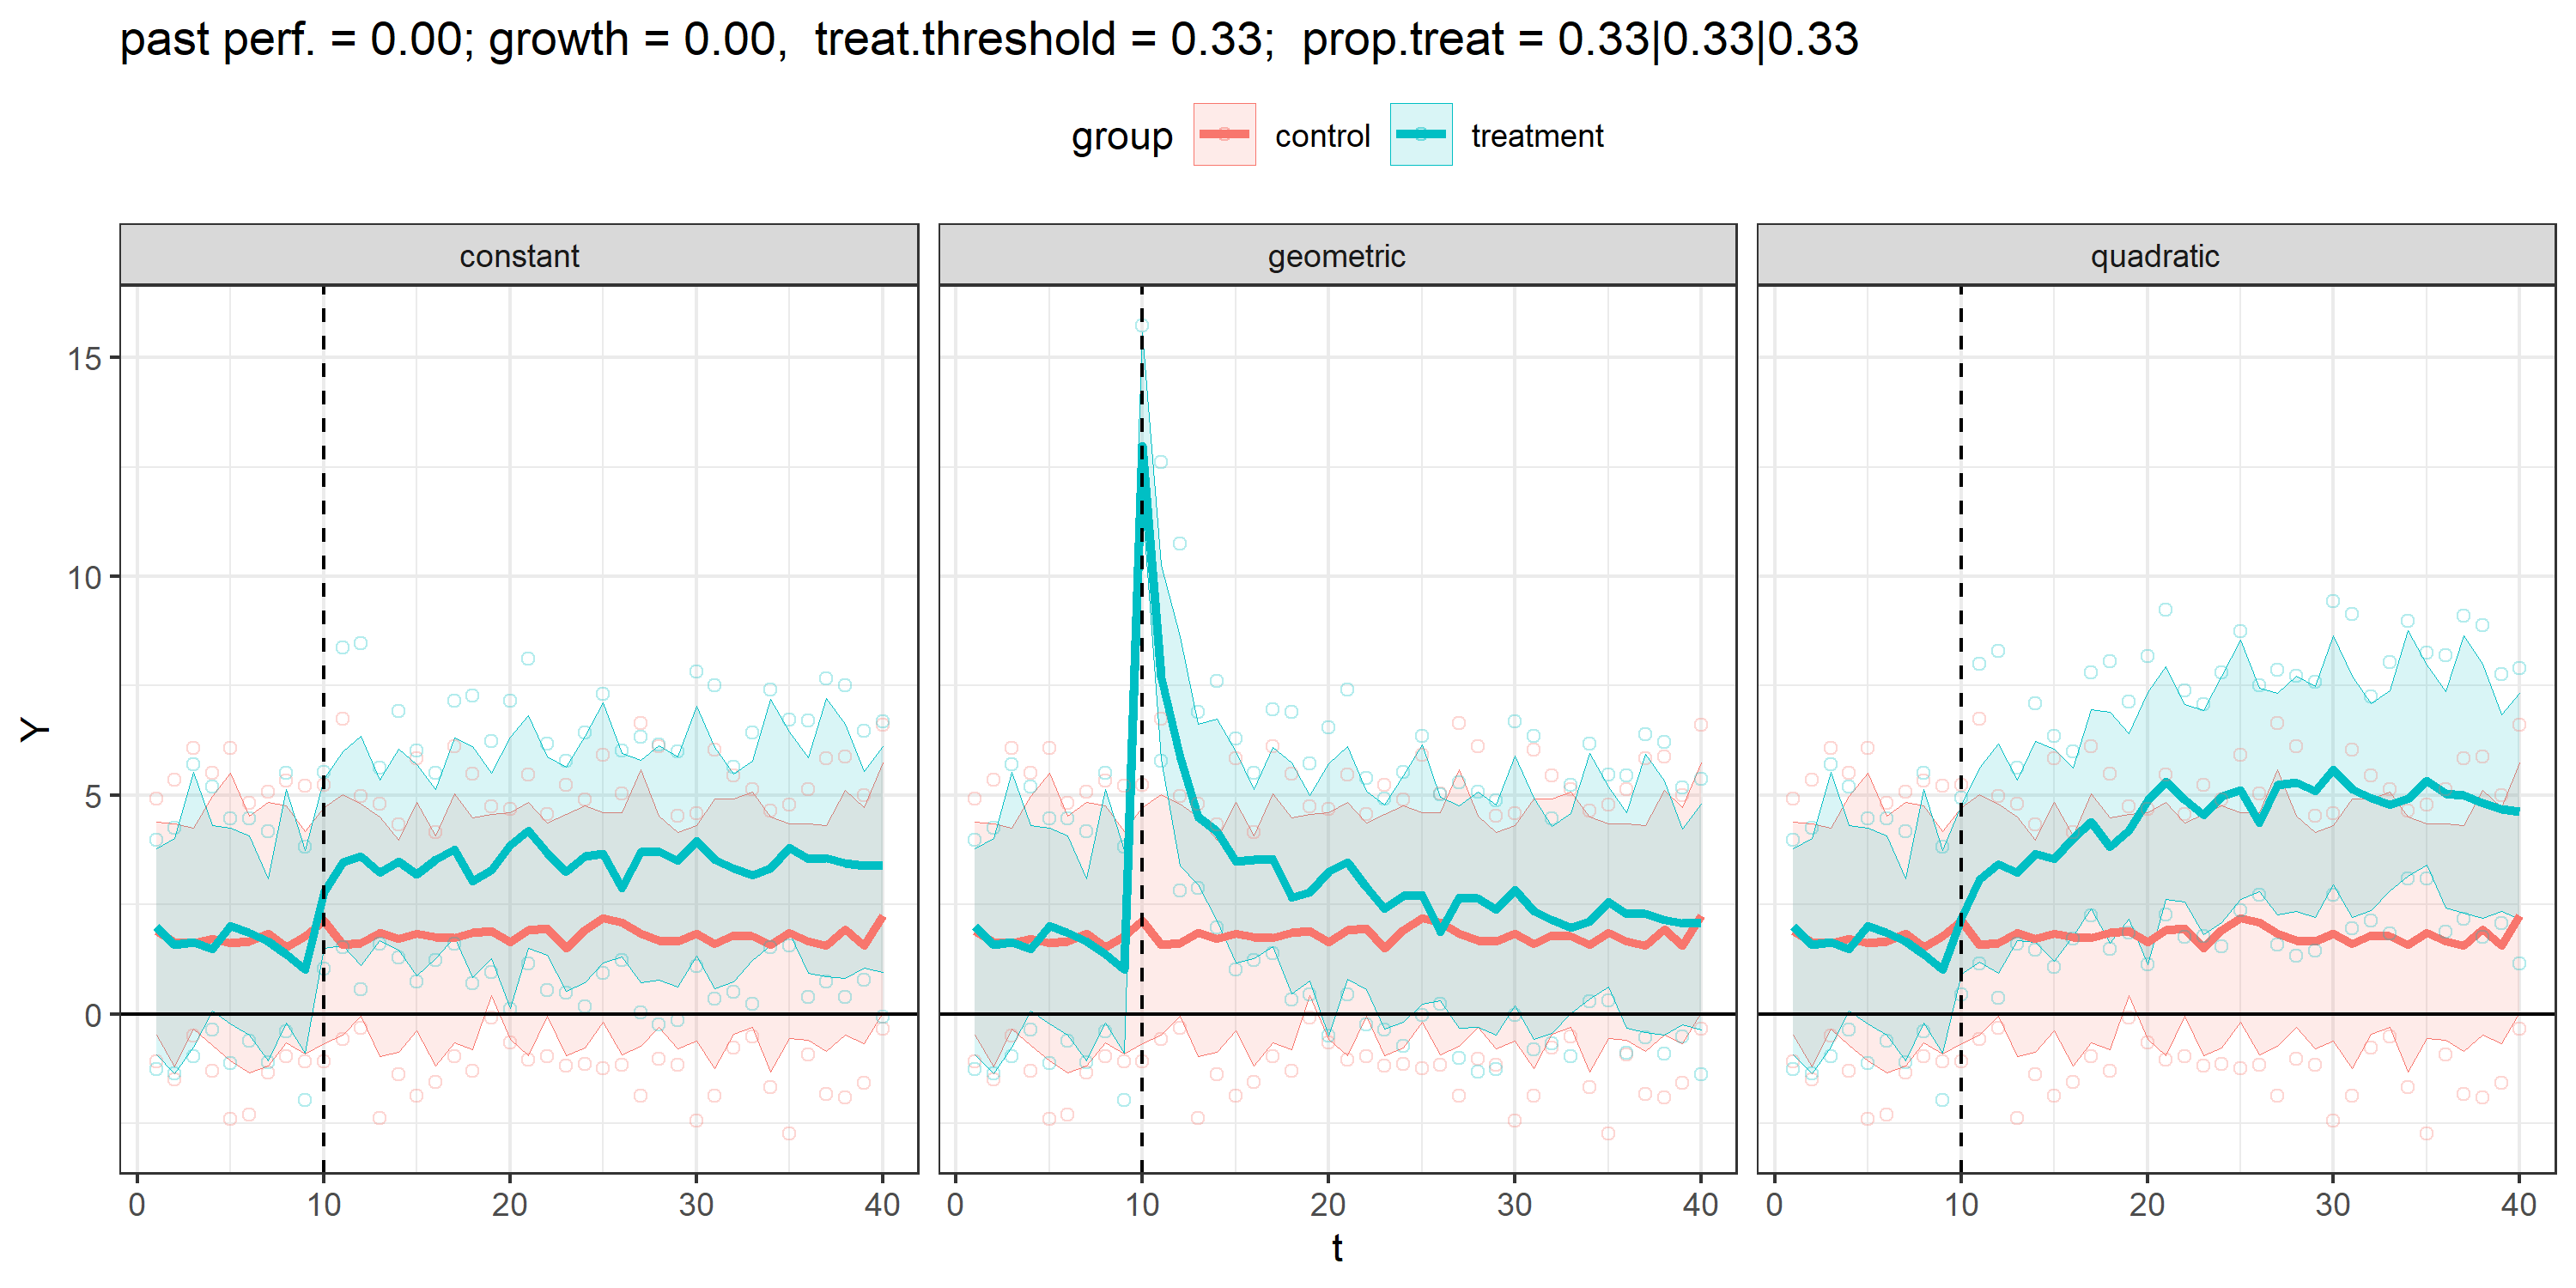 past perf. = 0.00; growth = 0.00,  treat.threshold = 0.33;  prop.treat = 0.33|0.33|0.33
group control treatment
constant geometric quadratic
15
10
5
0
Y
0 10 20 30 40 0 10 20 30 40 0 10 20 30 40
t